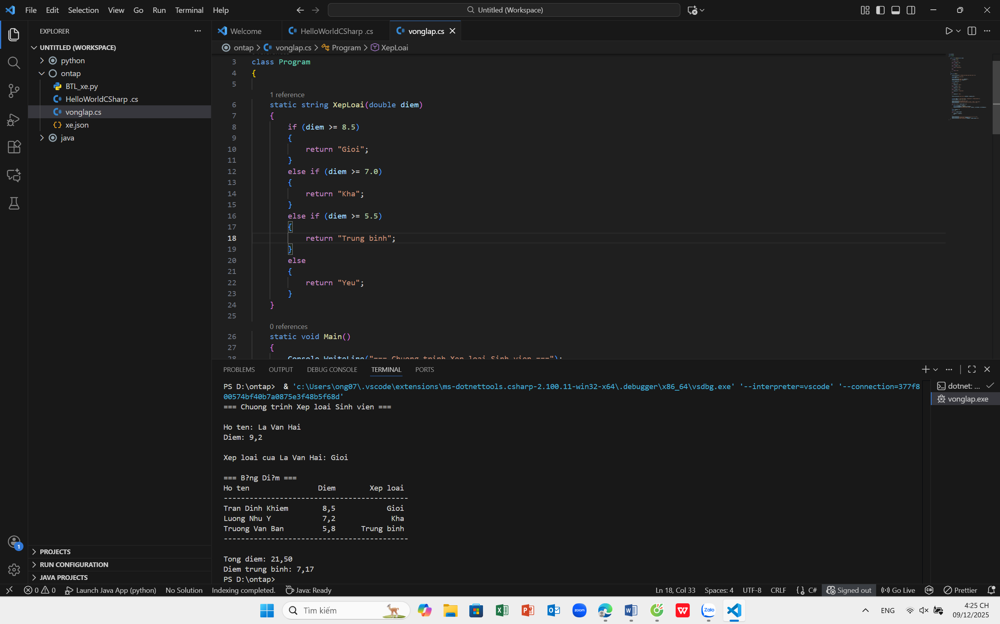 File Edit Selection View Go Run Terminal Help
Untitled (Workspace)
EXPLORER
UNTITLED (WORKSPACE)
python
ontap
BTL_xe.py
HelloWorldCSharp .cs
vonglap.cs
xe.json
java
PROJECTS
RUN CONFIGURATION
JAVA PROJECTS
Welcome
HelloWorldCSharp .cs
vonglap.cs
ontap > vonglap.cs > Program > XepLoai
3 class Program
4 {
5
1 reference
6 static string XepLoai(double diem)
7 {
8 if (diem >= 8.5)
9 {
10 return "Gioi";
11 }
12 else if (diem >= 7.0)
13 {
14 return "Kha";
15 }
16 else if (diem >= 5.5)
17 {
18 return "Trung binh";
19 }
20 else
21 {
22 return "Yeu";
23 }
24 }
25
0 references
26 static void Main()
27 {
28 Console.WriteLine("=== Chuong trinh Xep loai Sinh vien ===");
PROBLEMS OUTPUT DEBUG CONSOLE TERMINAL PORTS
PS D:\ontap>  & 'c:\Users\ong07\.vscode\extensions\ms-dotnettools.csharp-2.100.11-win32-x64\.debugger\x86_64\vsdbg.exe' '--interpreter=vscode' '--connection=377f8
00574bf40b7a0875e3f48b5f68d'
=== Chuong trinh Xep loai Sinh vien ===
Ho ten: La Van Hai
Diem: 9,2
Xep loai cua La Van Hai: Gioi
=== B?ng Di?m ===
Ho ten Diem Xep loai
-------------------------------------------
Tran Dinh Khiem 8,5 Gioi
Luong Nhu Y 7,2 Kha
Truong Van Ban 5,8 Trung binh
-------------------------------------------
Tong diem: 21,50
Diem trung binh: 7,17
PS D:\ontap>
dotnet: ...
vonglap.exe
1
0 0 Launch Java App (python) No Solution Indexing completed. Java: Ready
Ln 18, Col 33 Spaces: 4 UTF-8 CRLF {} C# Signed out Go Live Prettier
Tìm kiếm
zoom
Zalo
ENG
4:25 CH
09/12/2025